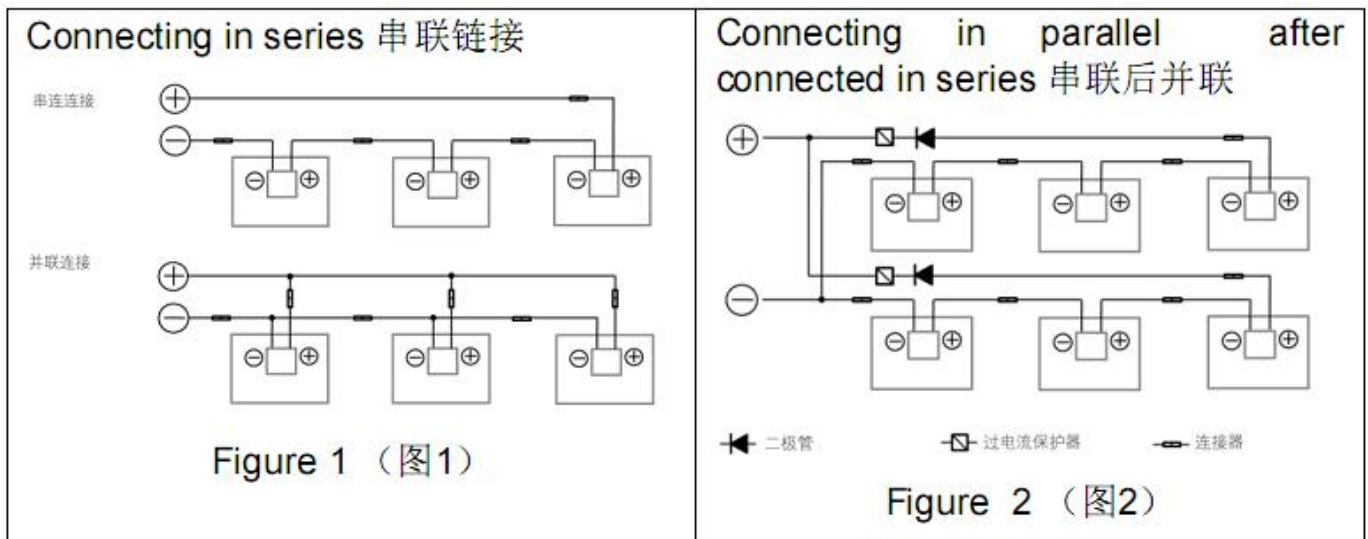 Connecting in series 串联链接
串连连接
⊕
⊖
⊖ ⊕ ⊖ ⊕ ⊖ ⊕
并联连接
⊕
⊖
⊖ ⊕ ⊖ ⊕ ⊖ ⊕
Figure 1 （图1）
Connecting in parallel after
connected in series 串联后并联
⊕
⊖ ⊕ ⊖ ⊕ ⊖ ⊕
⊖
⊖ ⊕ ⊖ ⊕ ⊖ ⊕
二极管 过电流保护器 连接器
Figure 2 （图2）